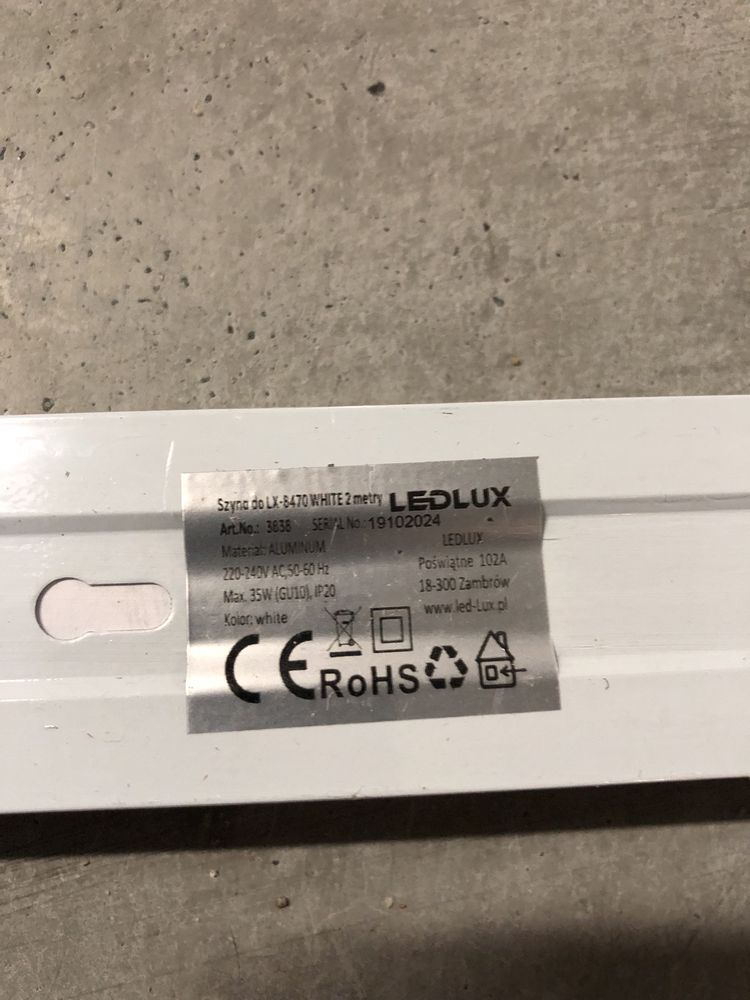 Szyna do LX-8470 WHITE 2 metry LEDLUX
Art.No.: 3838 SERIAL No.: 19102024
Materiał: ALUMINUM
220-240V AC,50-60 Hz
Max. 35W (GU10), IP20
Kolor: white
LEDLUX
Poświątne 102A
18-300 Zambrów
www.led-Lux.pl
CE RoHS